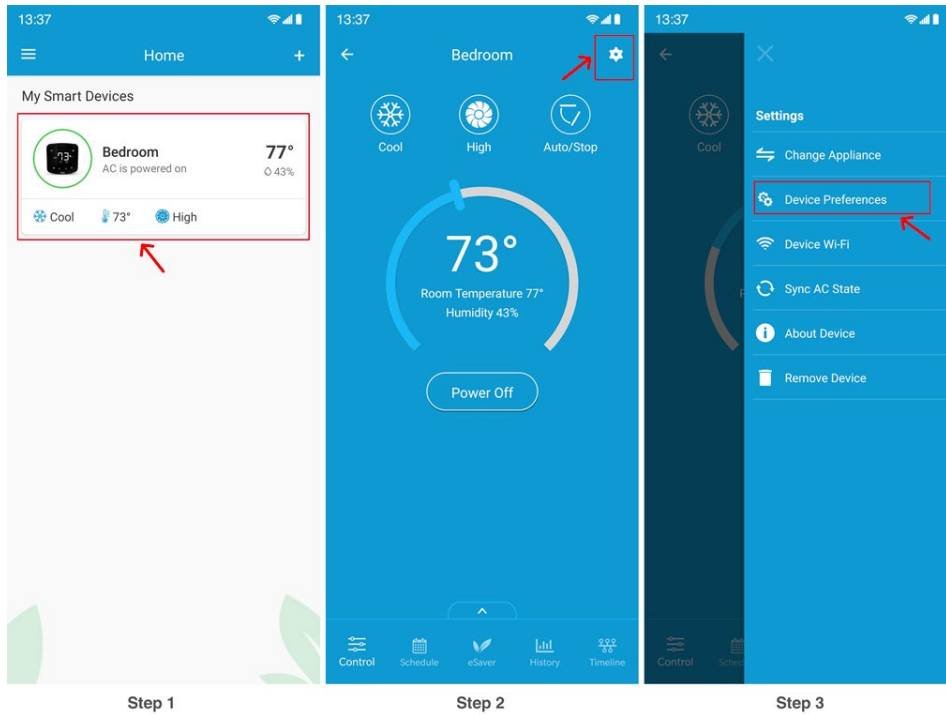 13:37
Home
+
My Smart Devices
73°
Bedroom
AC is powered on
77°
43%
Cool
73°
High
Step 1
13:37
Bedroom
Cool
High
Auto/Stop
73°
Room Temperature 77°
Humidity 43%
Power Off
Control
Schedule
eSaver
History
Timeline
Step 2
13:37
Cool
Settings
Change Appliance
Device Preferences
Device Wi-Fi
Sync AC State
About Device
Remove Device
Control
Sched
Step 3